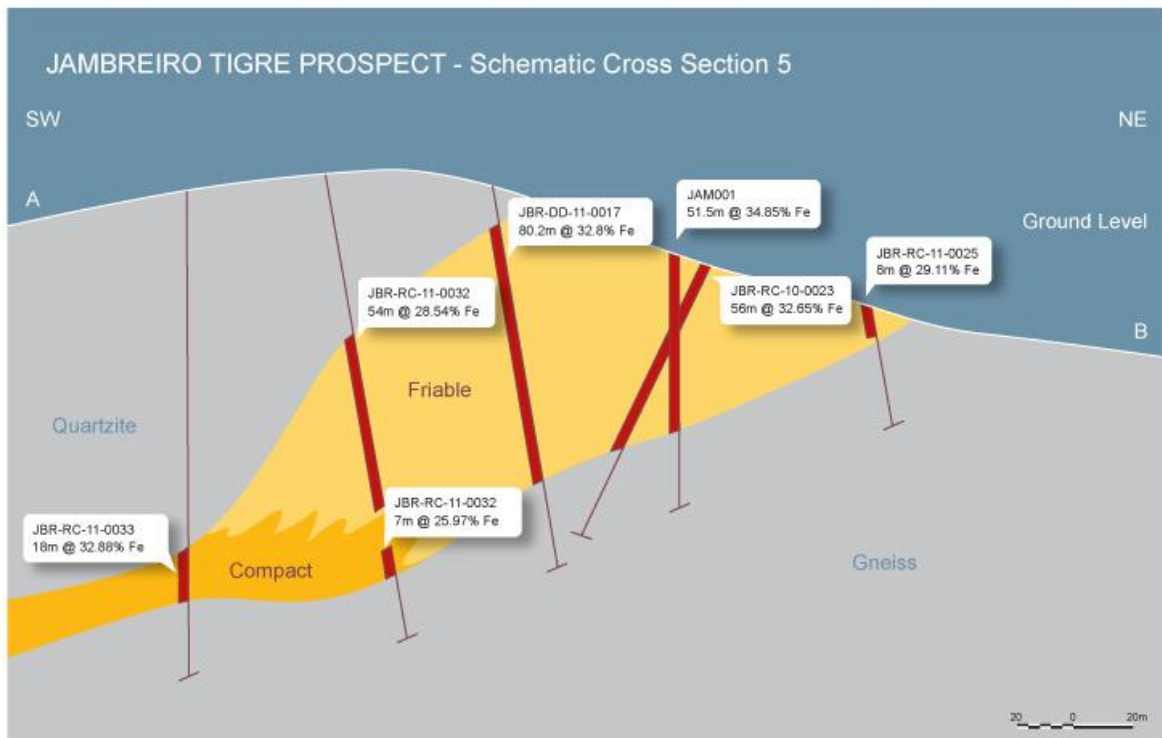 JAMBREIRO TIGRE PROSPECT - Schematic Cross Section 5
SW
NE
A
JAM001
51.5m @ 34.85% Fe
JBR-DD-11-0017
80.2m @ 32.8% Fe
Ground Level
JBR-RC-11-0025
8m @ 29.11% Fe
JBR-RC-11-0032
54m @ 28.54% Fe
JBR-RC-10-0023
56m @ 32.65% Fe
B
Friable
Quartzite
JBR-RC-11-0032
7m @ 25.97% Fe
JBR-RC-11-0033
18m @ 32.88% Fe
Compact
Gneiss
20 0 20m